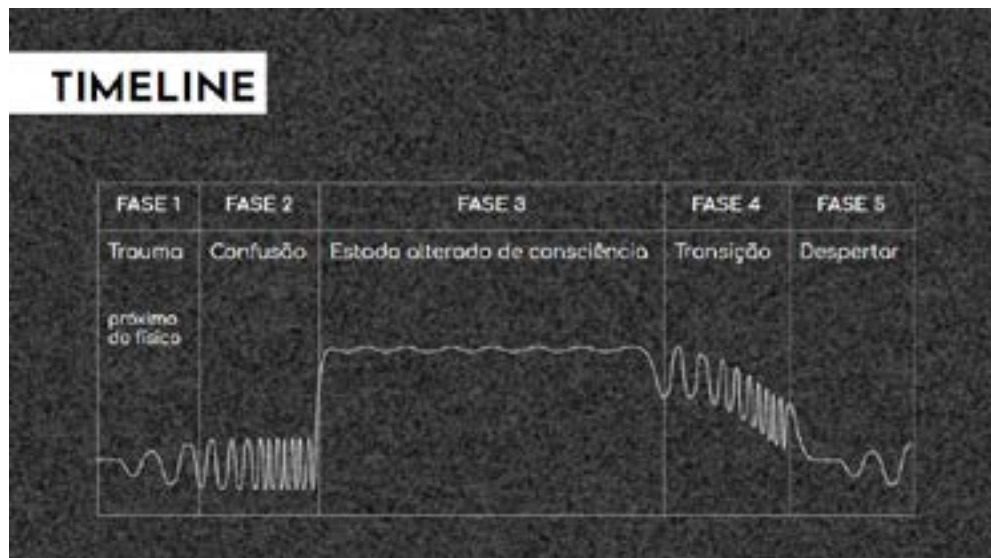 TIMELINE
FASE 1
FASE 2
FASE 3
FASE 4
FASE 5
Trauma
Confusão
Estado alterado de consciência
Transição
Despertar
próximo
do físico